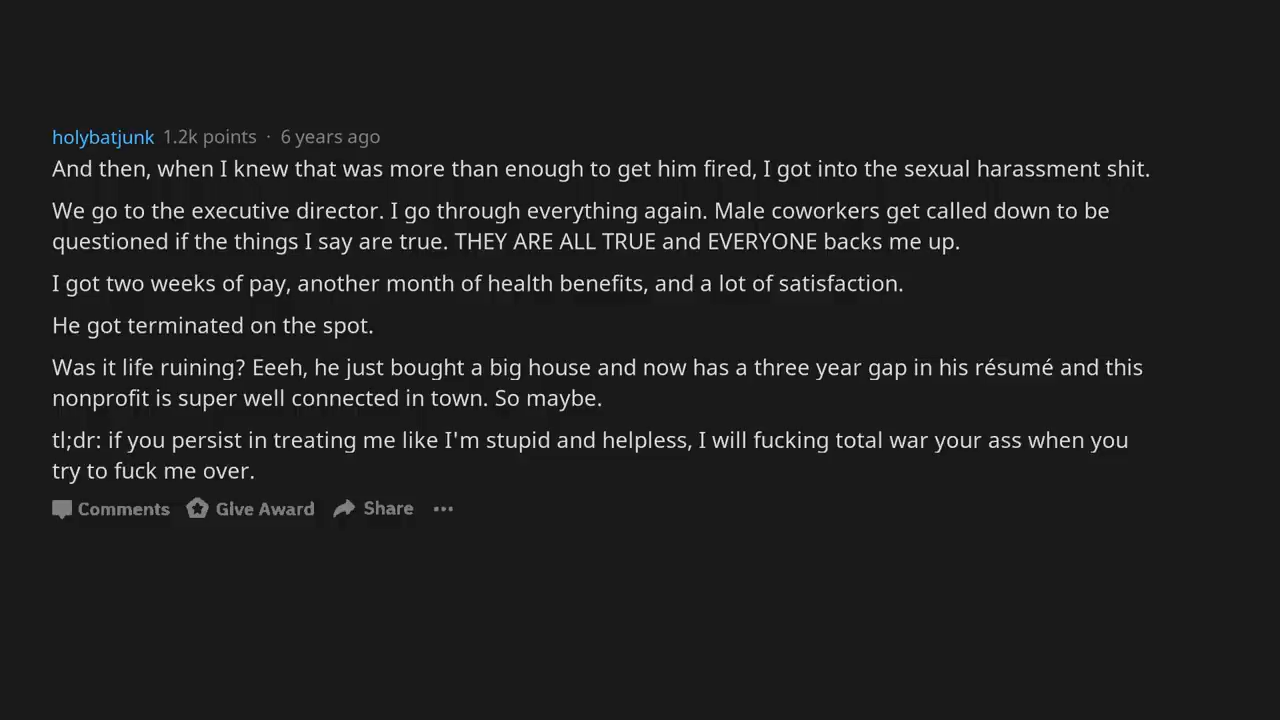 holybatjunk 1.2k points · 6 years ago
And then, when I knew that was more than enough to get him fired, I got into the sexual harassment shit.
We go to the executive director. I go through everything again. Male coworkers get called down to be
questioned if the things I say are true. THEY ARE ALL TRUE and EVERYONE backs me up.
I got two weeks of pay, another month of health benefits, and a lot of satisfaction.
He got terminated on the spot.
Was it life ruining? Eeeh, he just bought a big house and now has a three year gap in his résumé and this
nonprofit is super well connected in town. So maybe.
tl;dr: if you persist in treating me like I'm stupid and helpless, I will fucking total war your ass when you
try to fuck me over.
Comments Give Award Share ···